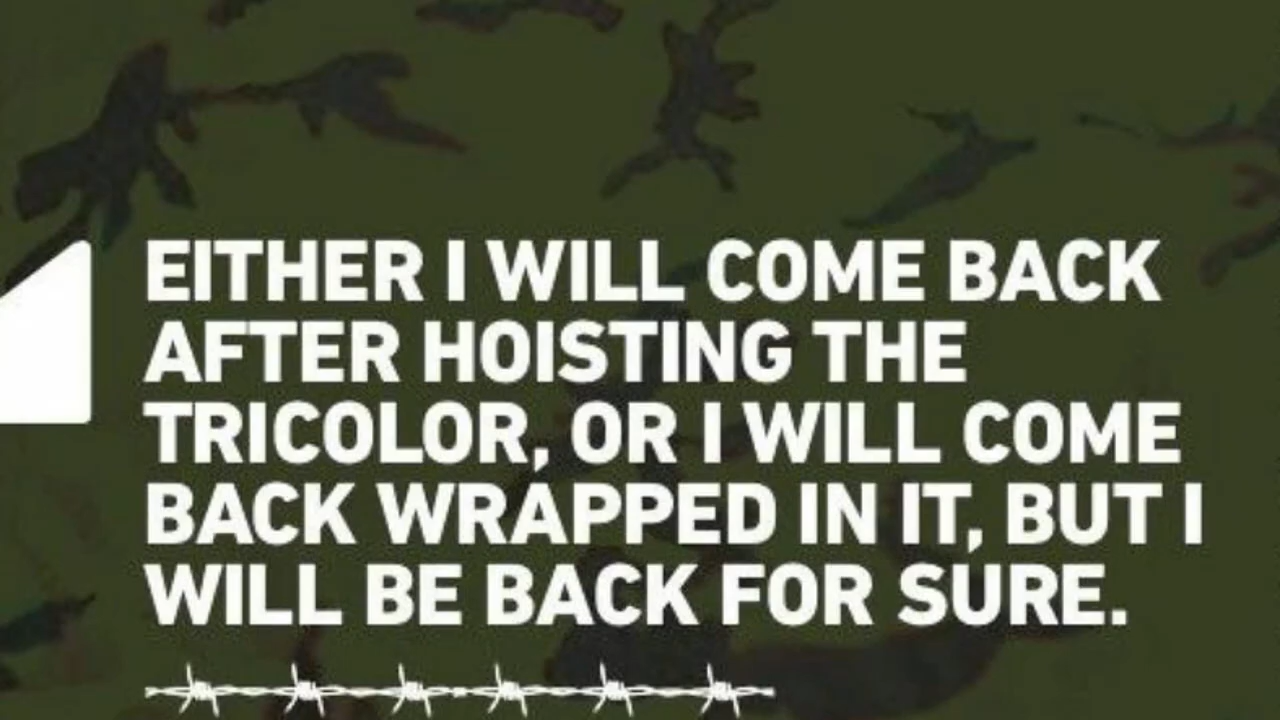 EITHER I WILL COME BACK
AFTER HOISTING THE
TRICOLOR, OR I WILL COME
BACK WRAPPED IN IT, BUT I
WILL BE BACK FOR SURE.